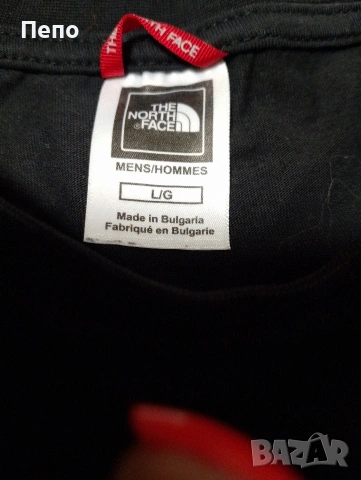 Пепо
THE NORTH FACE
THE
NORTH
FACE
MENS/HOMMES
L/G
Made in Bulgaria
Fabriqué en Bulgarie
BAZAR